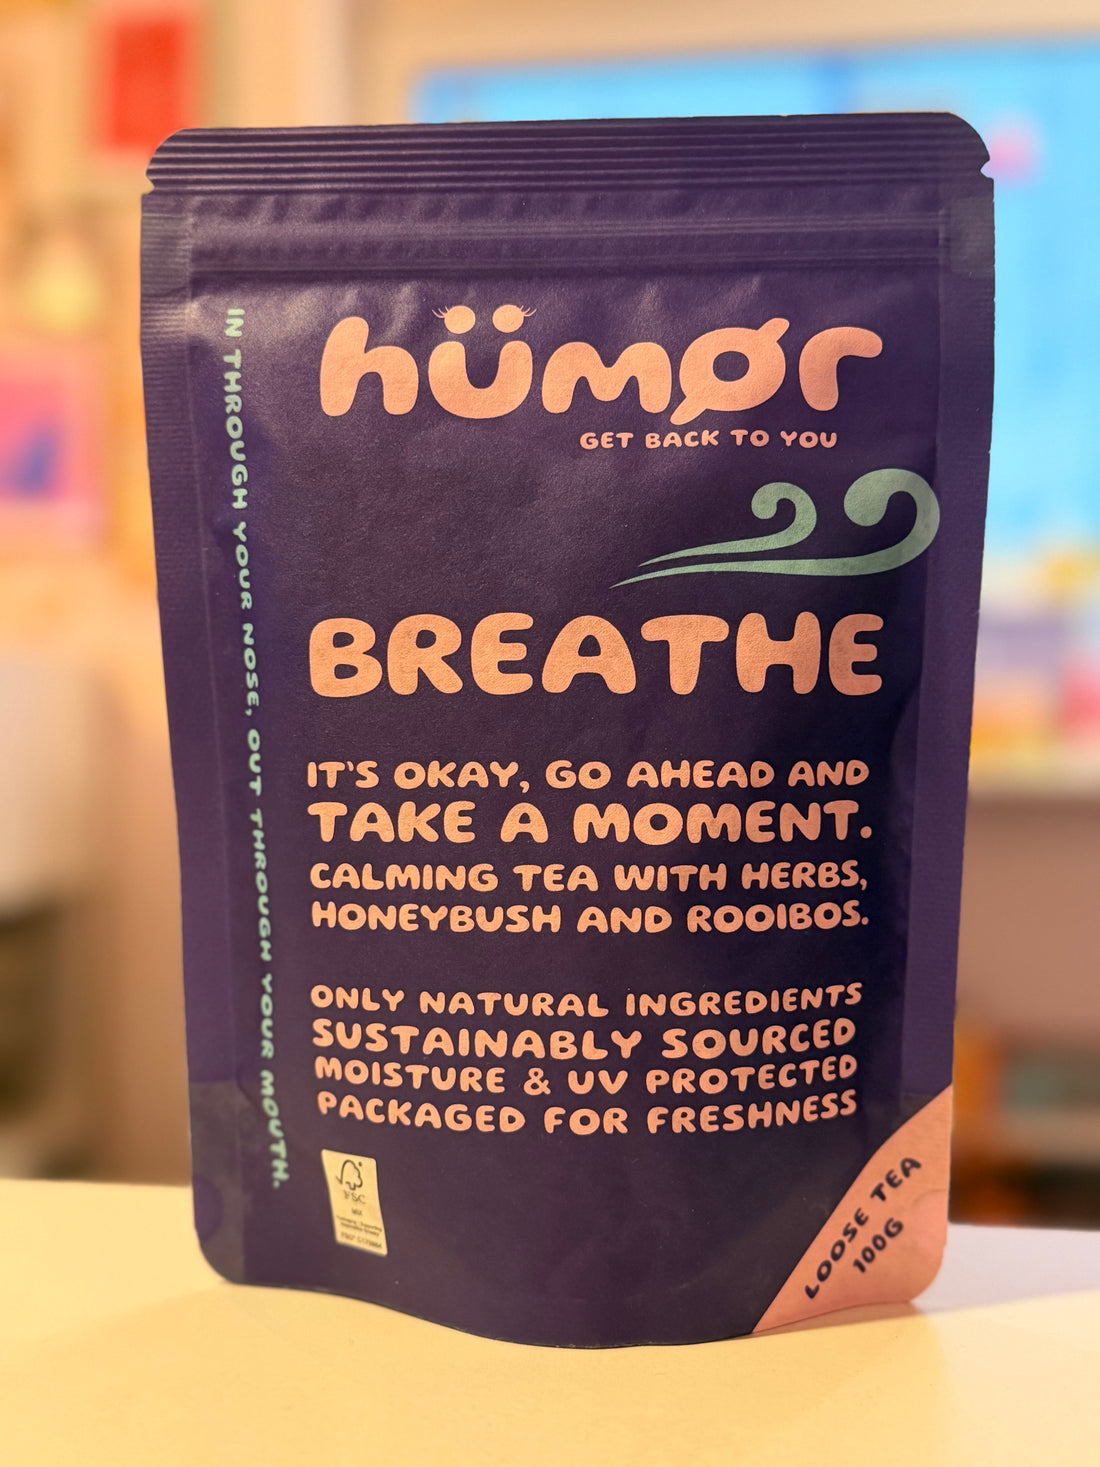 hümør
GET BACK TO YOU
BREATHE
IT'S OKAY, GO AHEAD AND
TAKE A MOMENT.
CALMING TEA WITH HERBS,
HONEYBUSH AND ROOIBOS.
ONLY NATURAL INGREDIENTS
SUSTAINABLY SOURCED
MOISTURE & UV PROTECTED
PACKAGED FOR FRESHNESS
IN THROUGH YOUR NOSE, OUT THROUGH YOUR MOUTH.
FSC
MIX
LOOSE TEA
100G